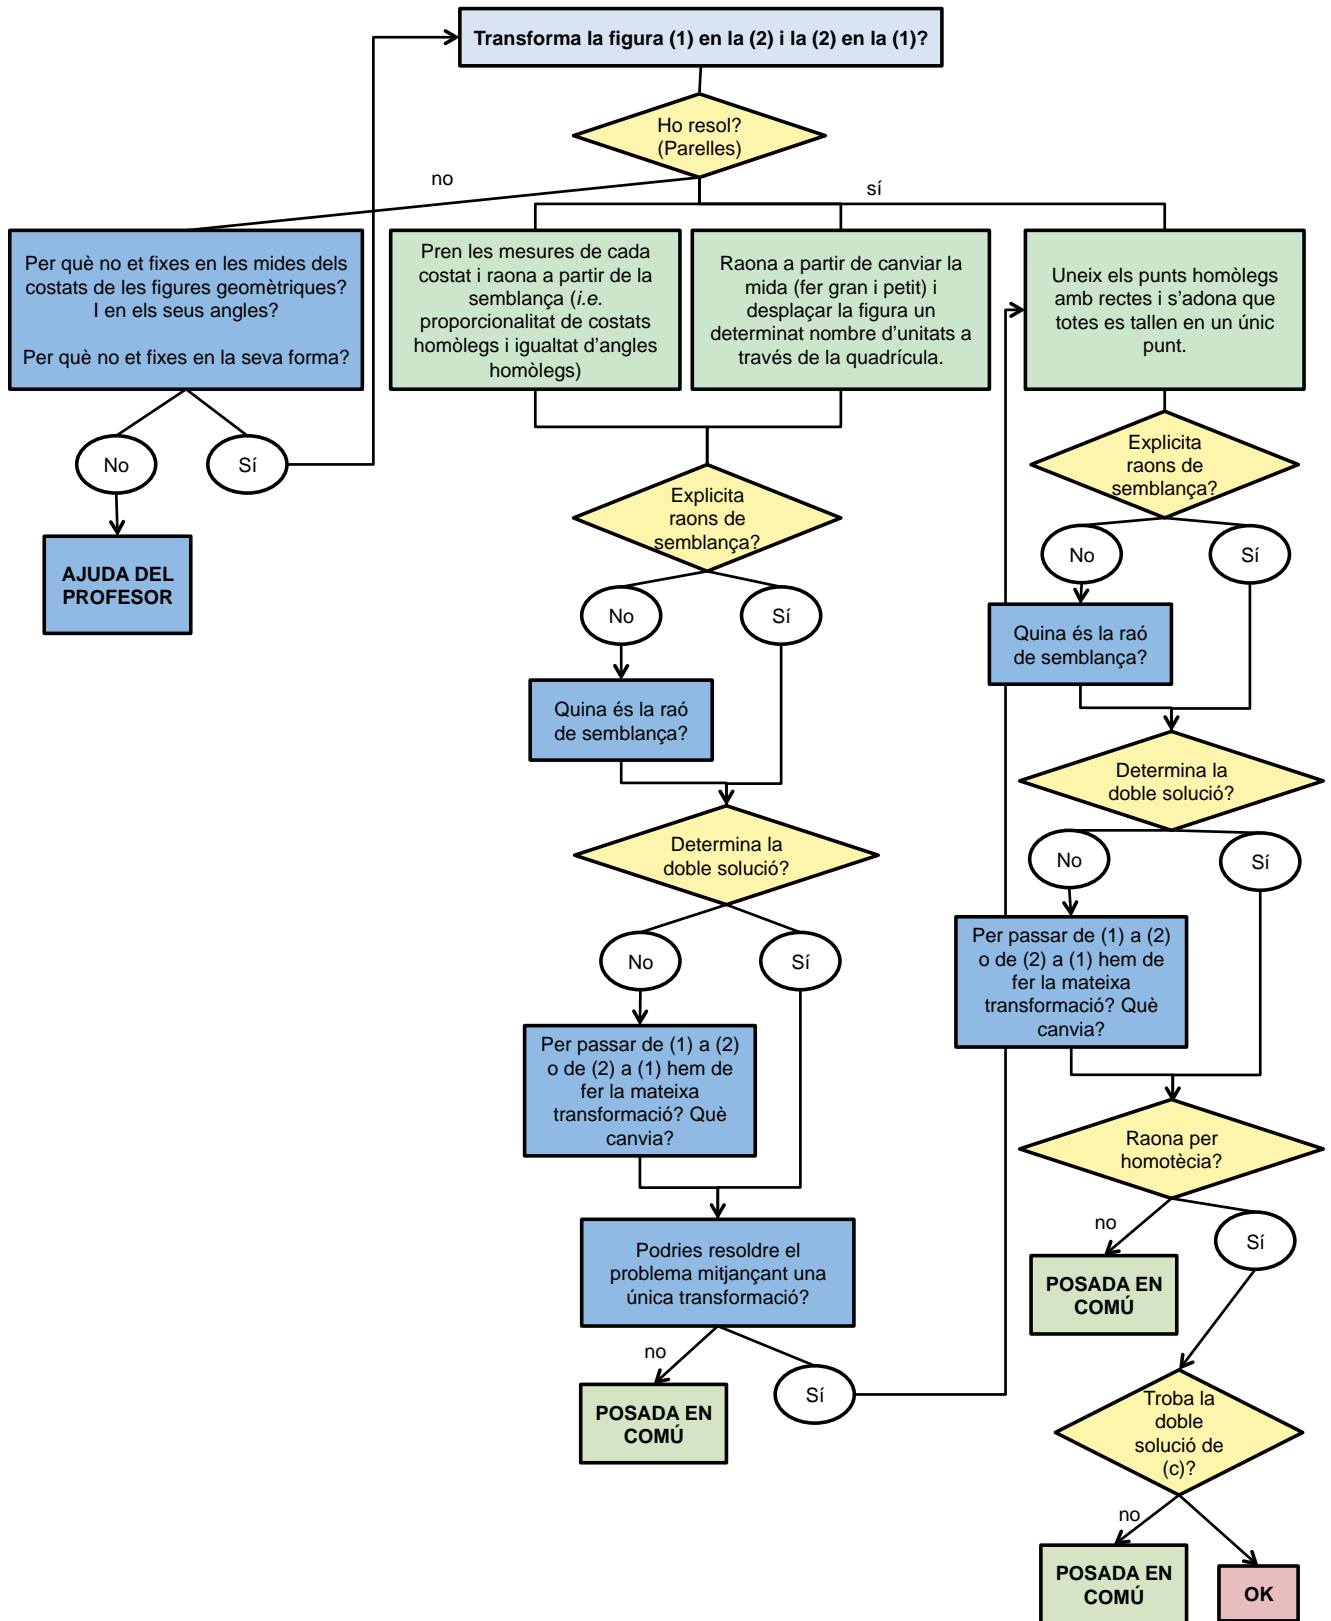 Transforma la figura (1) en la (2) i la (2) en la (1)?
Ho resol?
(Parelles)
no
sí
Per què no et fixes en les mides dels
costats de les figures geomètriques?
I en els seus angles?
Per què no et fixes en la seva forma?
Pren les mesures de cada
costat i raona a partir de la
semblança (i.e.
proporcionalitat de costats
homòlegs i igualtat d'angles
homòlegs)
Raona a partir de canviar la
mida (fer gran i petit) i
desplaçar la figura un
determinat nombre d'unitats a
través de la quadrícula.
Uneix els punts homòlegs
amb rectes i s'adona que
totes es tallen en un únic
punt.
No
Sí
AJUDA DEL
PROFESOR
Explicita
raons de
semblança?
No
Sí
Quina és la raó
de semblança?
Determina la
doble solució?
No
Sí
Per passar de (1) a (2)
o de (2) a (1) hem de
fer la mateixa
transformació? Què
canvia?
Podries resoldre el
problema mitjançant una
única transformació?
no
Sí
POSADA EN
COMÚ
Explicita
raons de
semblança?
No
Sí
Quina és la raó
de semblança?
Determina la
doble solució?
No
Sí
Per passar de (1) a (2)
o de (2) a (1) hem de
fer la mateixa
transformació? Què
canvia?
Raona per
homotècia?
no
Sí
POSADA EN
COMÚ
Troba la
doble
solució de
(c)?
no
POSADA EN
COMÚ
OK